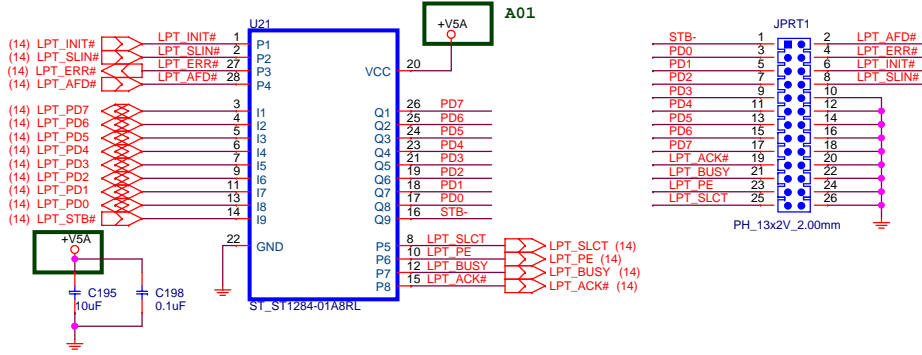 U21
+V5A
A01
(14) LPT_INIT# LPT_INIT# 1 P1
(14) LPT_SLIN# LPT_SLIN# 2 P2
(14) LPT_ERR# LPT_ERR# 27 P3
(14) LPT_AFD# LPT_AFD# 28 P4
VCC 20
(14) LPT_PD7 3 I1 Q1 26 PD7
(14) LPT_PD6 4 I2 Q2 25 PD6
(14) LPT_PD5 5 I3 Q3 24 PD5
(14) LPT_PD4 6 I4 Q4 23 PD4
(14) LPT_PD3 7 I5 Q5 21 PD3
(14) LPT_PD2 9 I6 Q6 19 PD2
(14) LPT_PD1 11 I7 Q7 18 PD1
(14) LPT_PD0 13 I8 Q8 17 PD0
(14) LPT_STB# 14 I9 Q9 16 STB-
22 GND
P5 8 LPT_SLCT LPT_SLCT (14)
P6 10 LPT_PE LPT_PE (14)
P7 12 LPT_BUSY LPT_BUSY (14)
P8 15 LPT_ACK# LPT_ACK# (14)
ST_ST1284-01A8RL
+V5A
C195
10uF
C198
0.1uF
JPRT1
STB- 1 2 LPT_AFD#
PD0 3 4 LPT_ERR#
PD1 5 6 LPT_INIT#
PD2 7 8 LPT_SLIN#
PD3 9 10
PD4 11 12
PD5 13 14
PD6 15 16
PD7 17 18
LPT_ACK# 19 20
LPT_BUSY 21 22
LPT_PE 23 24
LPT_SLCT 25 26
PH_13x2V_2.00mm